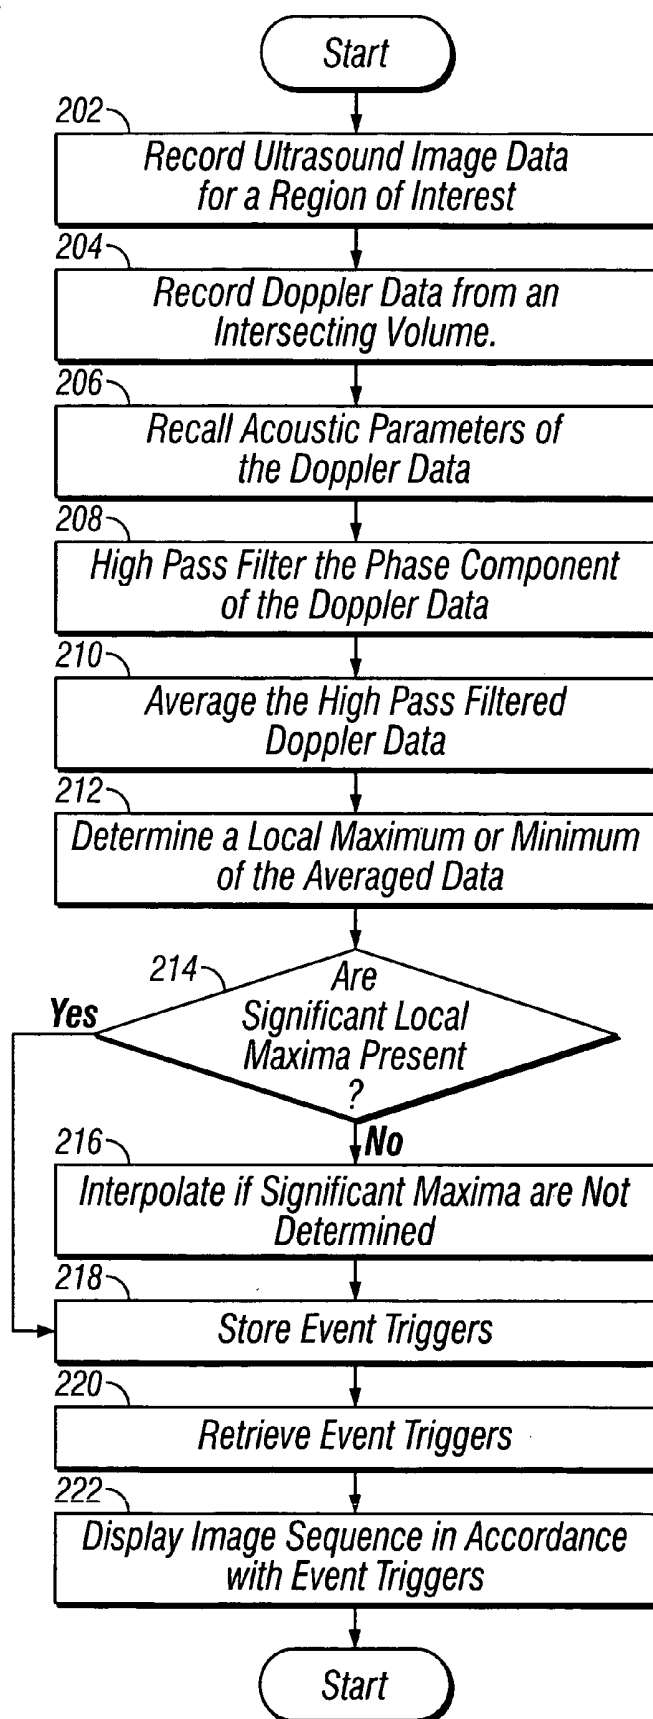 Start
202
Record Ultrasound Image Data
for a Region of Interest
204
Record Doppler Data from an
Intersecting Volume.
206
Recall Acoustic Parameters of
the Doppler Data
208
High Pass Filter the Phase Component
of the Doppler Data
210
Average the High Pass Filtered
Doppler Data
212
Determine a Local Maximum or Minimum
of the Averaged Data
214
Are
Significant Local
Maxima Present
?
Yes
No
216
Interpolate if Significant Maxima are Not
Determined
218
Store Event Triggers
220
Retrieve Event Triggers
222
Display Image Sequence in Accordance
with Event Triggers
Start